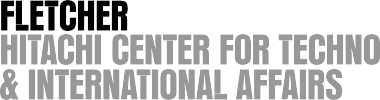 FLETCHER
HITACHI CENTER FOR TECHNO
& INTERNATIONAL AFFAIRS